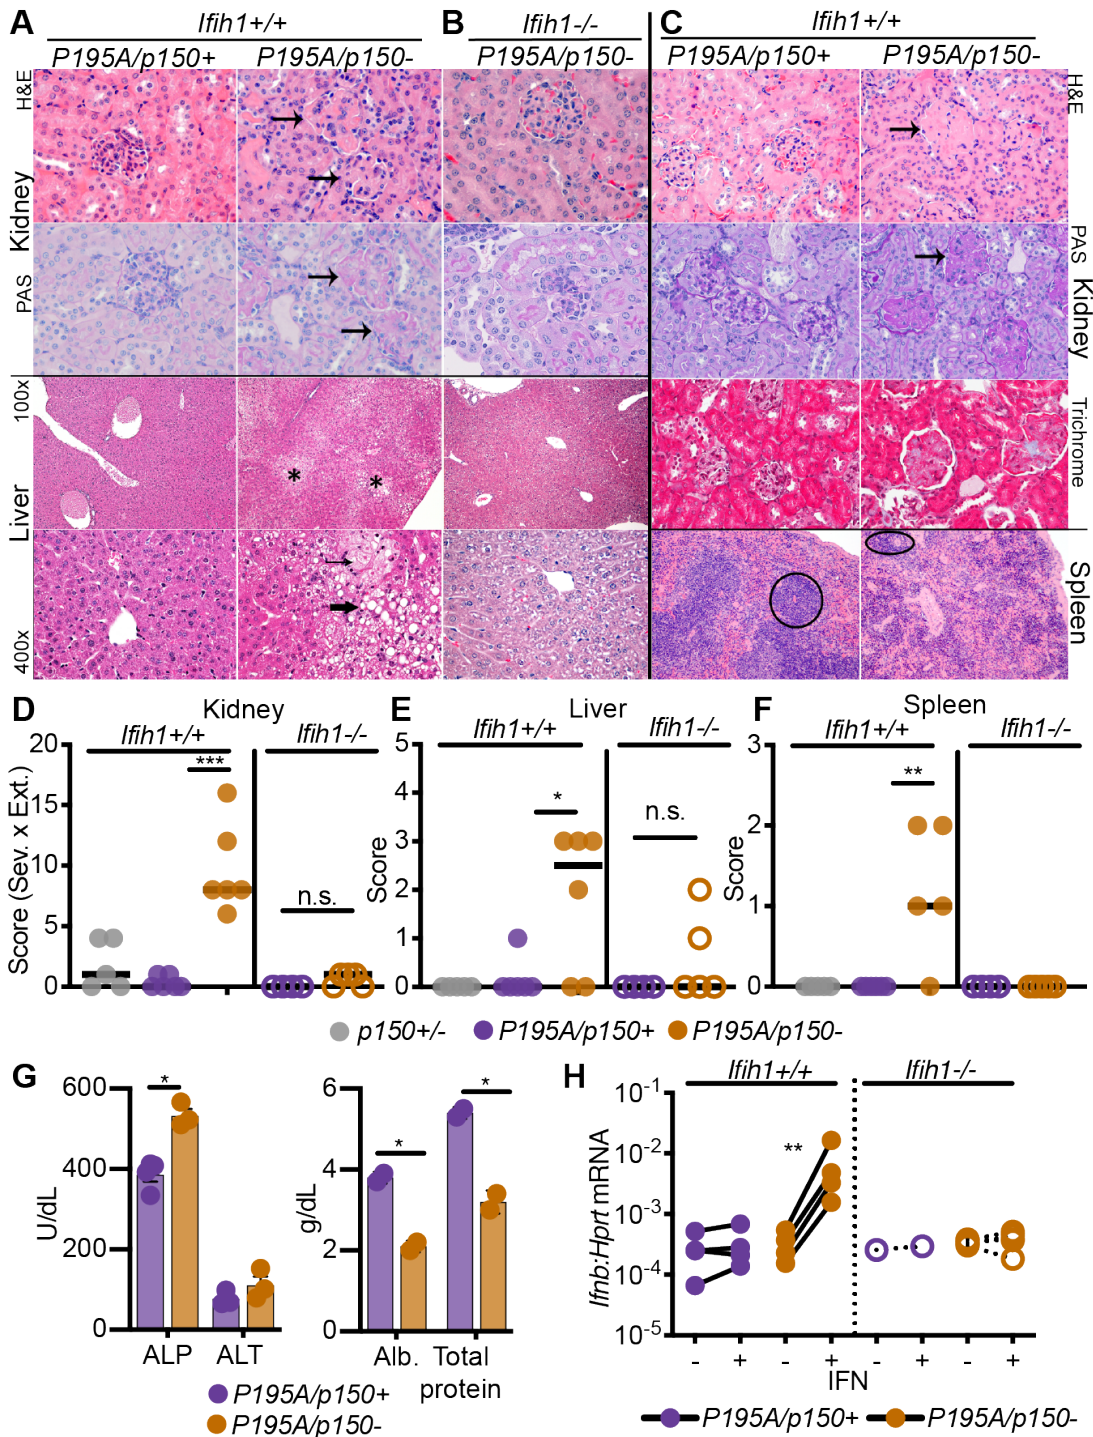 A
Ifih1+/+
P195A/p150+
P195A/p150-
B
Ifih1-/-
P195A/p150-
C
Ifih1+/+
P195A/p150+
P195A/p150-
H&E
PAS
Kidney
100x
400x
Liver
*
*
H&E
PAS
Kidney
Trichrome
Spleen
D
Kidney
Ifih1+/+
Ifih1-/-
Score (Sev. x Ext.)
20
15
10
5
0
***
n.s.
E
Liver
Ifih1+/+
Ifih1-/-
Score
5
4
3
2
1
0
*
n.s.
F
Spleen
Ifih1+/+
Ifih1-/-
Score
3
2
1
0
**
p150+/-
P195A/p150+
P195A/p150-
G
U/dL
600
400
200
0
*
ALP
ALT
g/dL
6
4
2
0
*
*
Alb.
Total protein
P195A/p150+
P195A/p150-
H
Ifih1+/+
Ifih1-/-
Ifnb:Hprt mRNA
10-1
10-2
10-3
10-4
10-5
**
- + - + - + - +
IFN
P195A/p150+
P195A/p150-